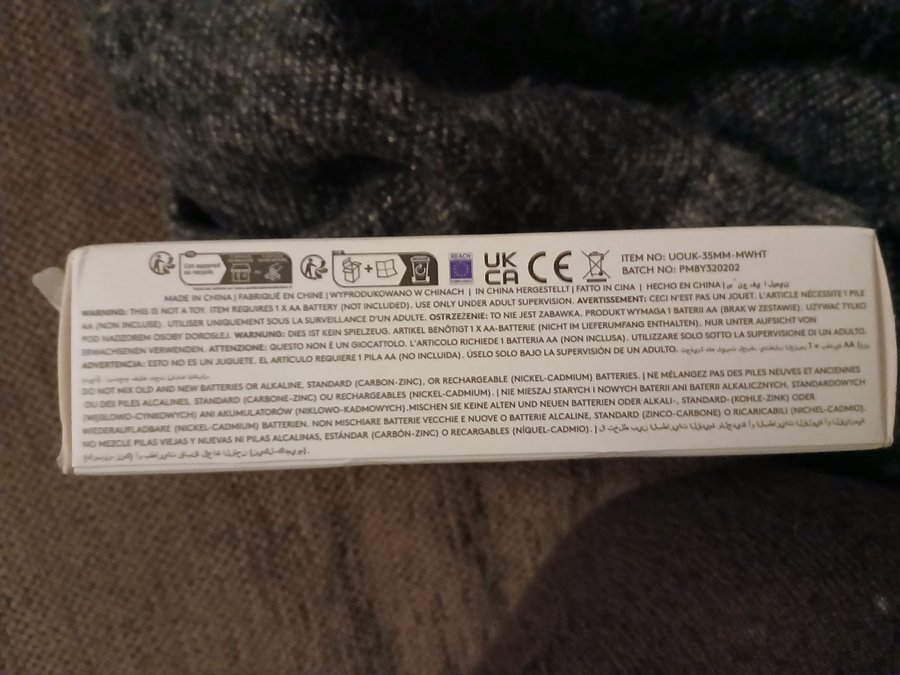 Cet appareil
se recycle
REACH
UK
CA
CE
ITEM NO: UOUK-35MM-MWHT
BATCH NO: PM8Y320202
MADE IN CHINA | FABRIQUÉ EN CHINE | WYPRODUKOWANO W CHINACH | IN CHINA HERGESTELLT | FATTO IN CINA | HECHO EN CHINA |
WARNING: THIS IS NOT A TOY. ITEM REQUIRES 1 X AA BATTERY (NOT INCLUDED). USE ONLY UNDER ADULT SUPERVISION. AVERTISSEMENT: CECI N'EST PAS UN JOUET. L'ARTICLE NÉCESSITE 1 PILE
AA (NON INCLUSE). UTILISER UNIQUEMENT SOUS LA SURVEILLANCE D'UN ADULTE. OSTRZEŻENIE: TO NIE JEST ZABAWKA. PRODUKT WYMAGA 1 BATERII AA (BRAK W ZESTAWIE). UŻYWAĆ TYLKO
POD NADZOREM OSOBY DOROSŁEJ. WARNUNG: DIES IST KEIN SPIELZEUG. ARTIKEL BENÖTIGT 1 X AA-BATTERIE (NICHT IM LIEFERUMFANG ENTHALTEN). NUR UNTER AUFSICHT VON
ERWACHSENEN VERWENDEN. ATTENZIONE: QUESTO NON È UN GIOCATTOLO. L'ARTICOLO RICHIEDE 1 BATTERIA AA (NON INCLUSA). UTILIZZARE SOLO SOTTO LA SUPERVISIONE DI UN ADULTO.
ADVERTENCIA: ESTO NO ES UN JUGUETE. EL ARTÍCULO REQUIERE 1 PILA AA (NO INCLUIDA). ÚSELO SOLO BAJO LA SUPERVISIÓN DE UN ADULTO.
DO NOT MIX OLD AND NEW BATTERIES OR ALKALINE, STANDARD (CARBON-ZINC), OR RECHARGEABLE (NICKEL-CADMIUM) BATTERIES. | NE MÉLANGEZ PAS DES PILES NEUVES ET ANCIENNES
OU DES PILES ALCALINES, STANDARD (CARBONE-ZINC) OU RECHARGEABLES (NICKEL-CADMIUM). | NIE MIESZAJ STARYCH I NOWYCH BATERII ANI BATERII ALKALICZNYCH, STANDARDOWYCH
(WĘGLOWO-CYNKOWYCH) ANI AKUMULATORÓW (NIKLOWO-KADMOWYCH).MISCHEN SIE KEINE ALTEN UND NEUEN BATTERIEN ODER ALKALI-, STANDARD- (KOHLE-ZINK) ODER
WIEDERAUFLADBARE (NICKEL-CADMIUM) BATTERIEN. NON MISCHIARE BATTERIE VECCHIE E NUOVE O BATTERIE ALCALINE, STANDARD (ZINCO-CARBONE) O RICARICABILI (NICHEL-CADMIO).
NO MEZCLE PILAS VIEJAS Y NUEVAS NI PILAS ALCALINAS, ESTÁNDAR (CARBÓN-ZINC) O RECARGABLES (NÍQUEL-CADMIO). |